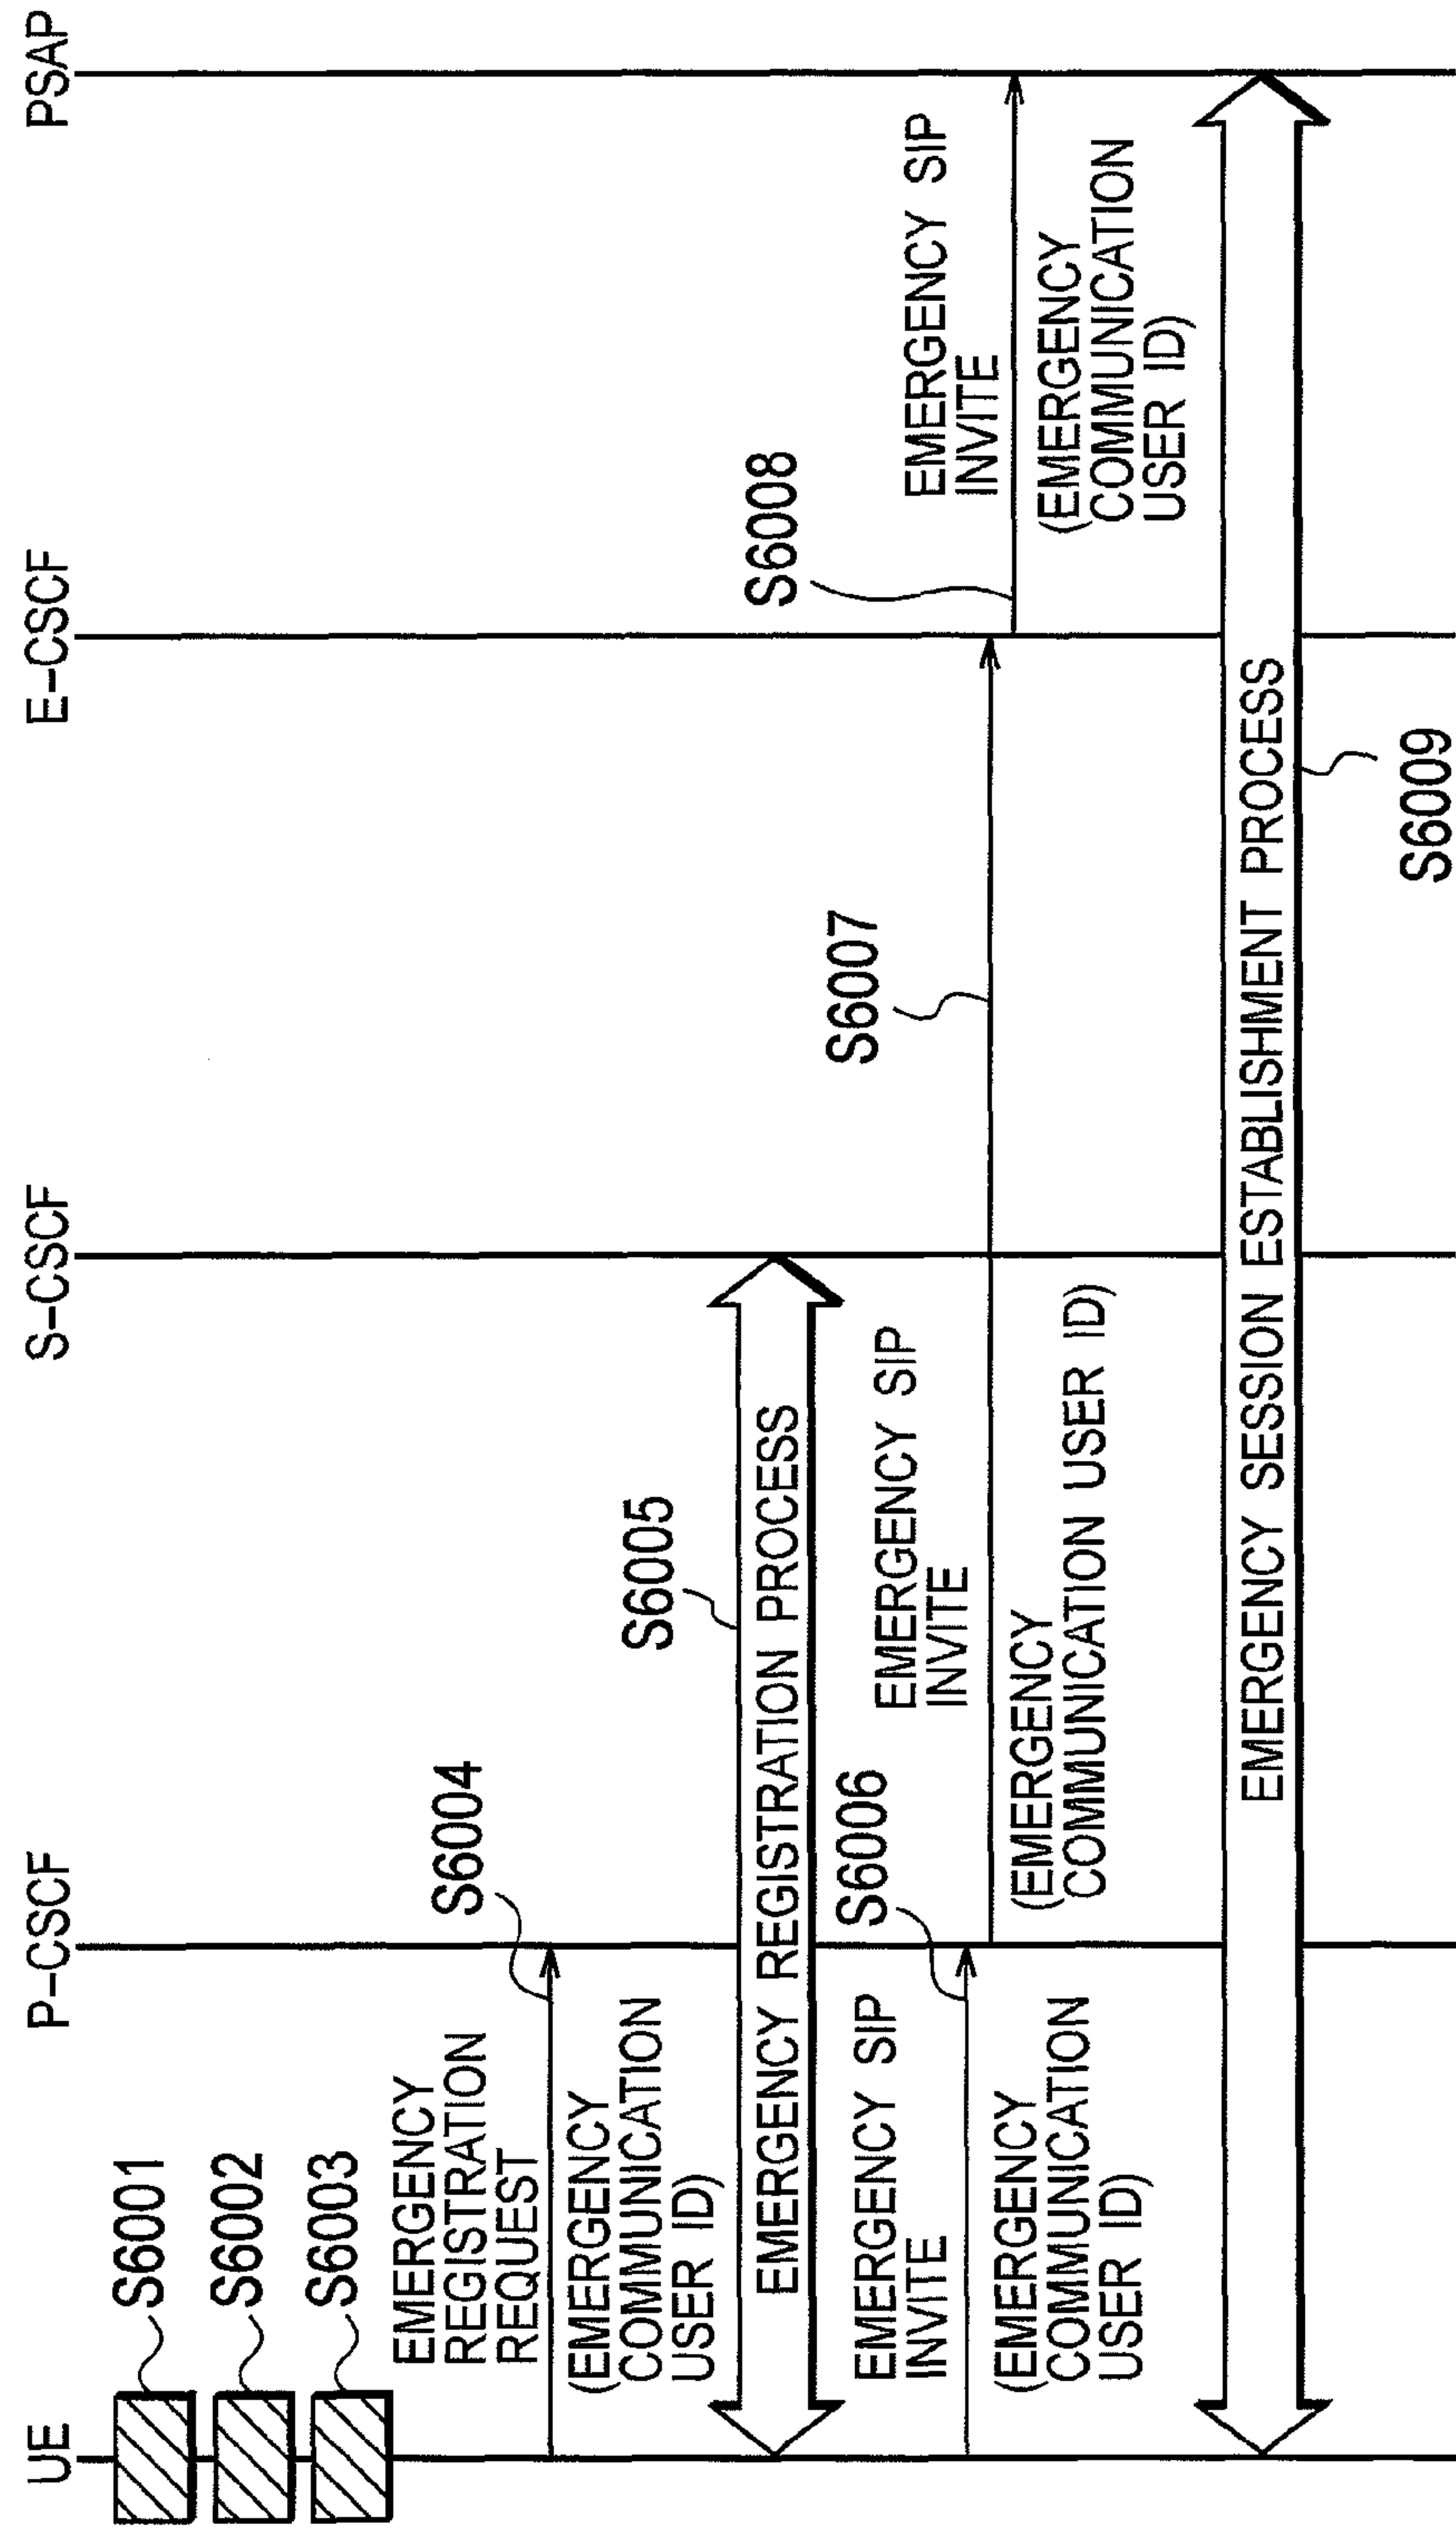 UE
P-CSCF
S-CSCF
E-CSCF
PSAP
S6001
S6002
S6003
EMERGENCY
REGISTRATION
REQUEST
S6004
(EMERGENCY
COMMUNICATION
USER ID)
S6005
EMERGENCY REGISTRATION PROCESS
EMERGENCY SIP
INVITE
S6006
(EMERGENCY
COMMUNICATION
USER ID)
EMERGENCY SIP
INVITE
S6007
(EMERGENCY
COMMUNICATION USER ID)
S6008
EMERGENCY SIP
INVITE
(EMERGENCY
COMMUNICATION
USER ID)
EMERGENCY SESSION ESTABLISHMENT PROCESS
S6009